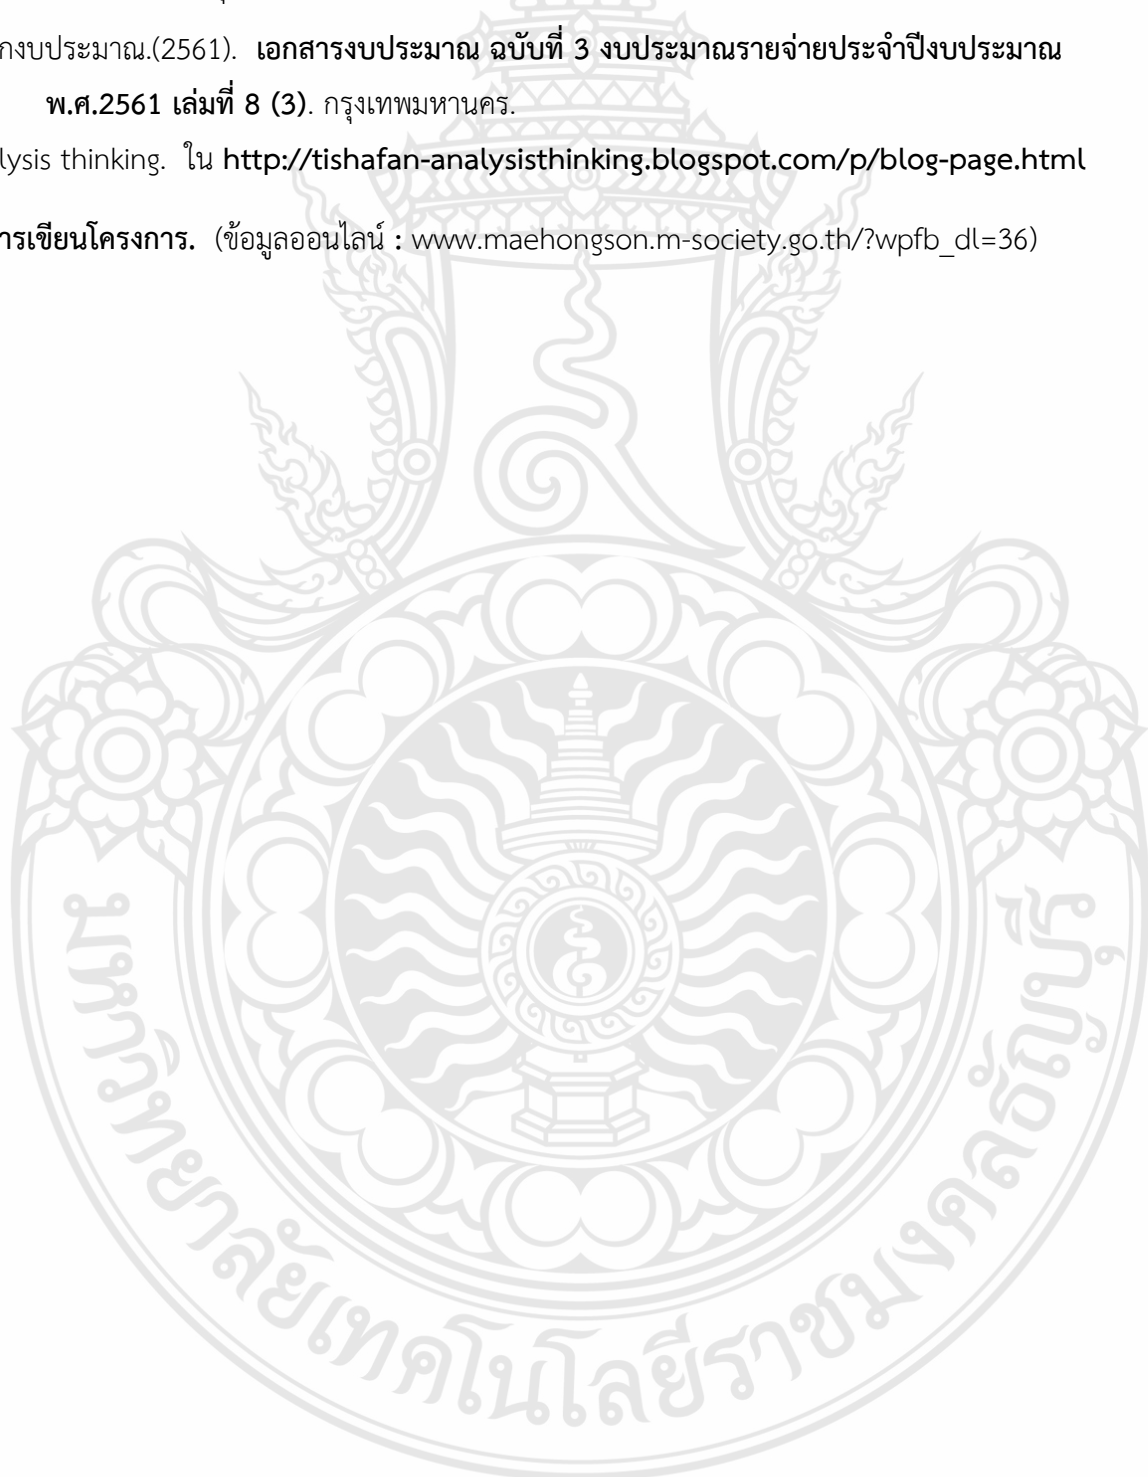 กงบประมาณ.(2561). เอกสารงบประมาณ ฉบับที่ 3 งบประมาณรายจ่ายประจำปีงบประมาณ
พ.ศ.2561 เล่มที่ 8 (3). กรุงเทพมหานคร.
lysis thinking. ใน http://tishafan-analysisthinking.blogspot.com/p/blog-page.html
ารเขียนโครงการ. (ข้อมูลออนไลน์ : www.maehongson.m-society.go.th/?wpfb_dl=36)
มหาวิทยาลัยเทคโนโลยีราชมงคลธัญบุรี